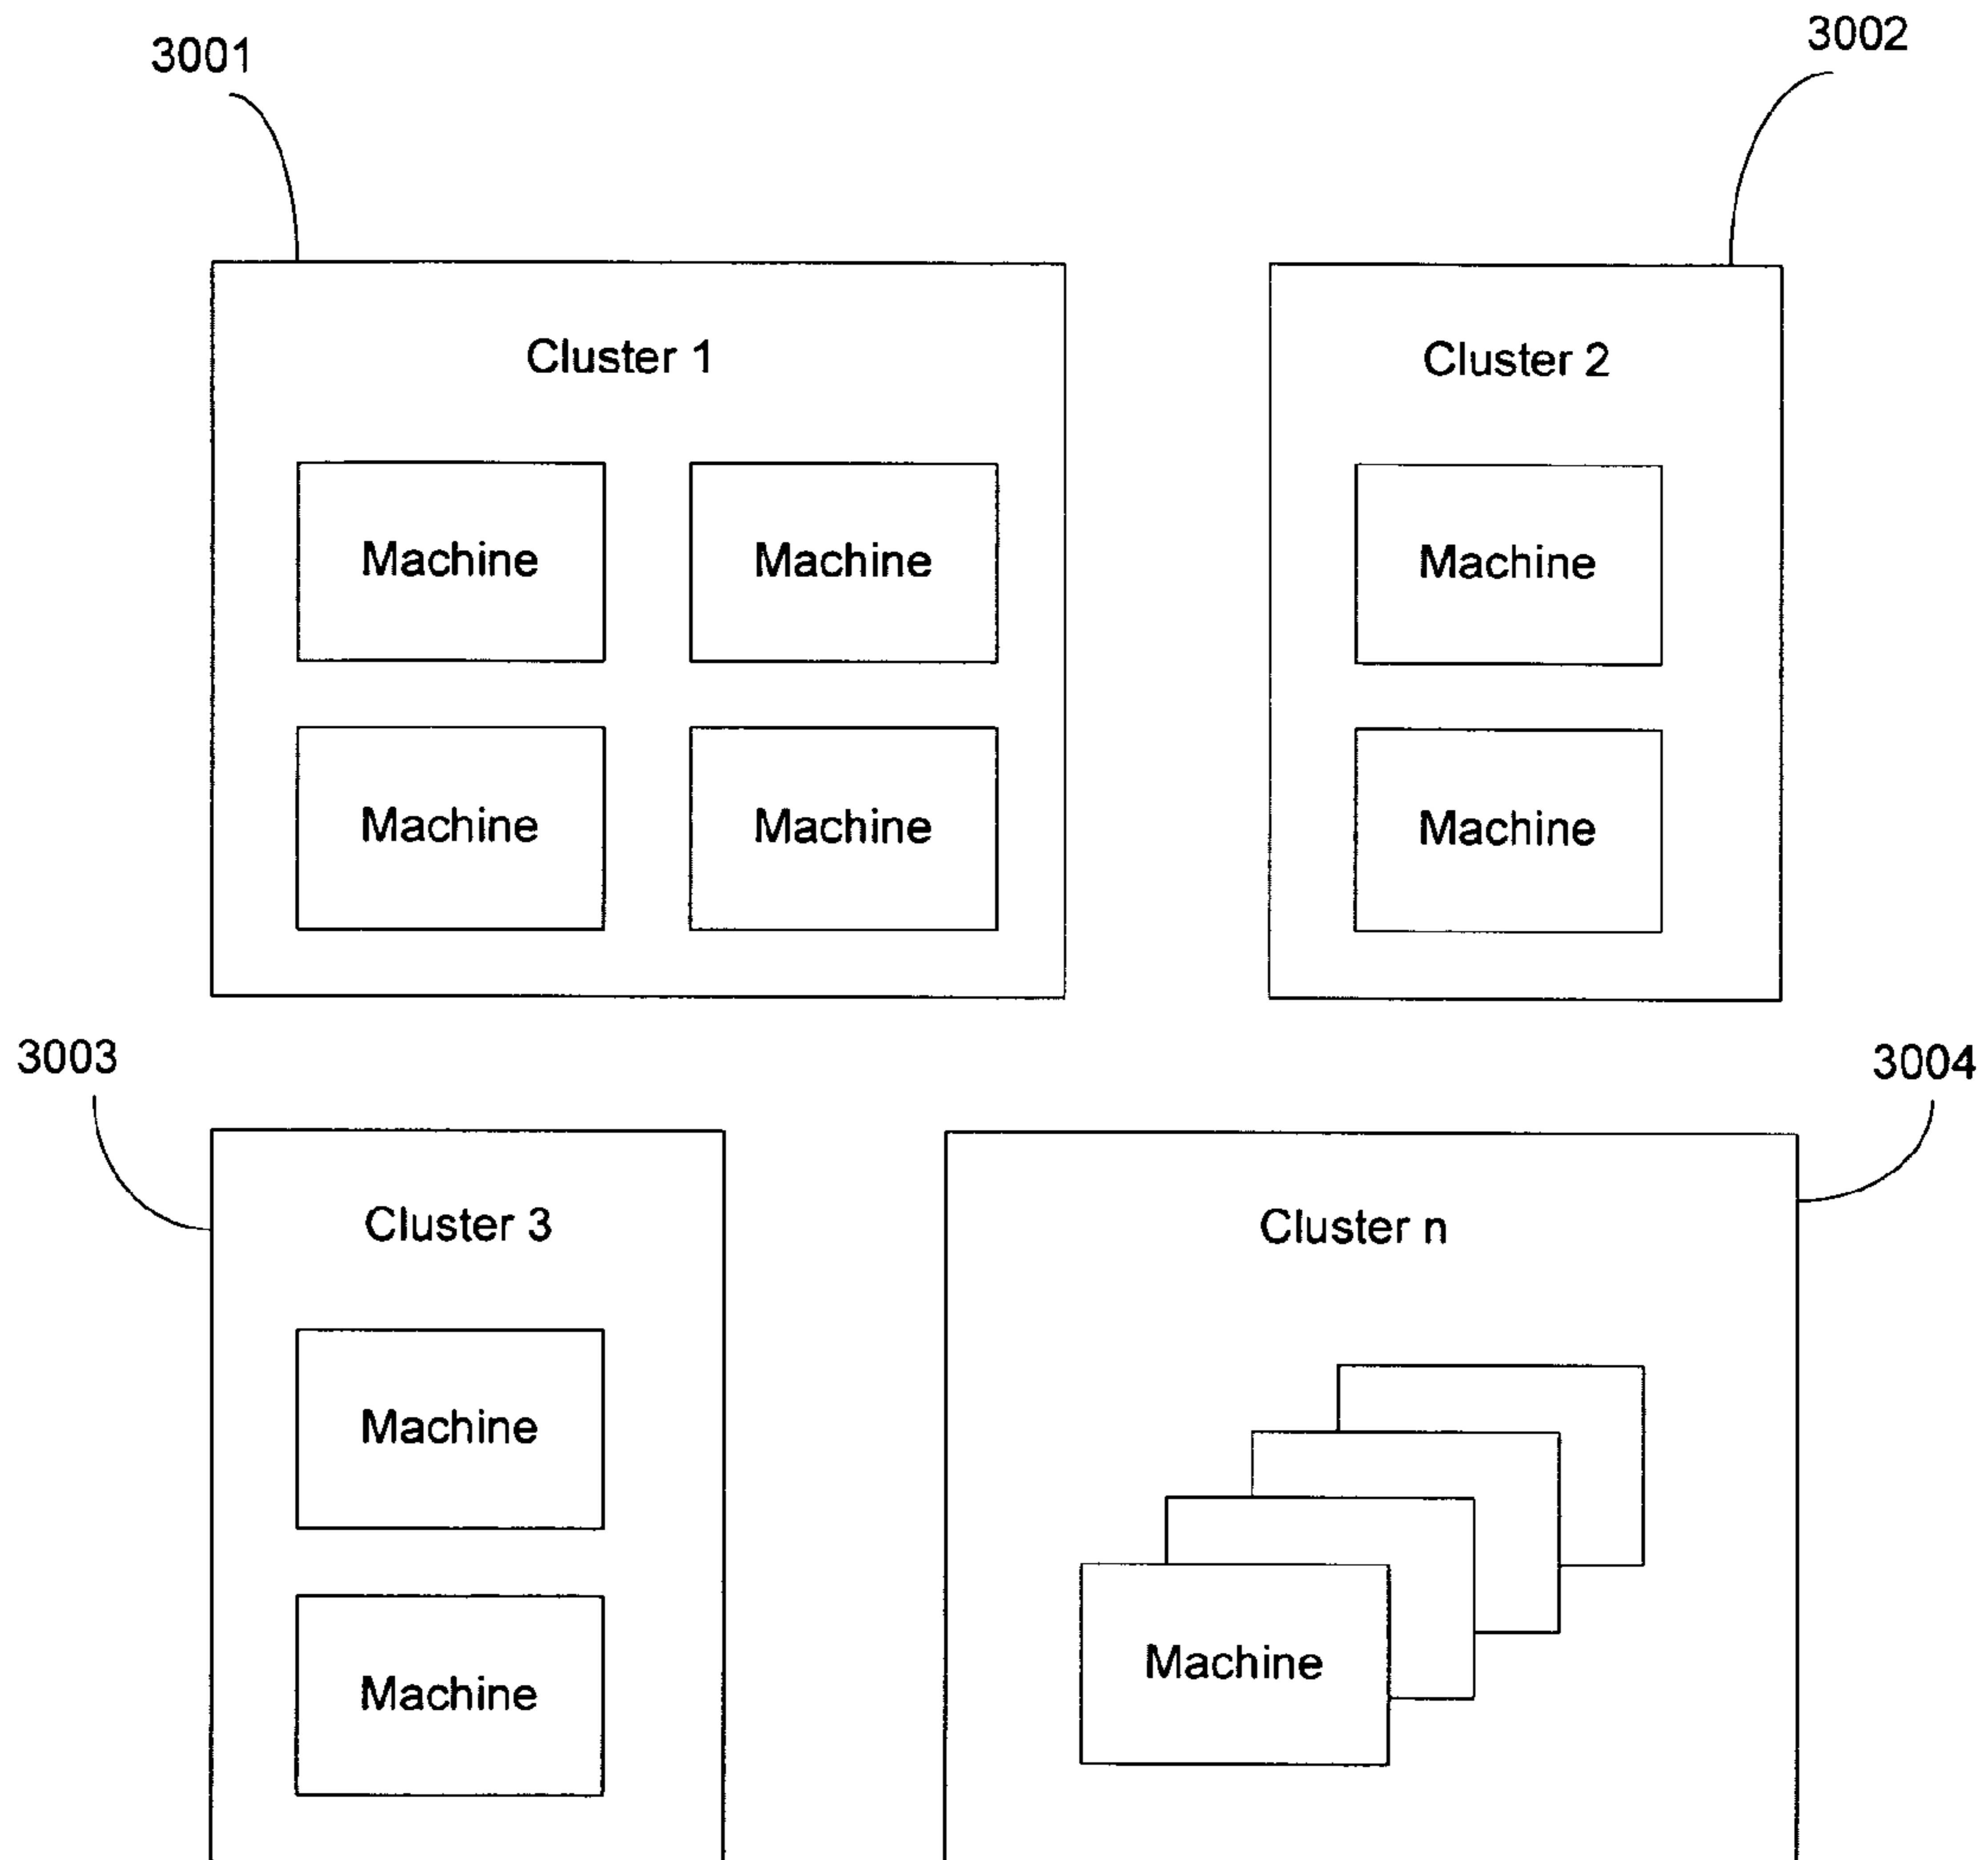 3001
3002
Cluster 1
Cluster 2
Machine
Machine
Machine
Machine
Machine
Machine
3003
3004
Cluster 3
Cluster n
Machine
Machine
Machine